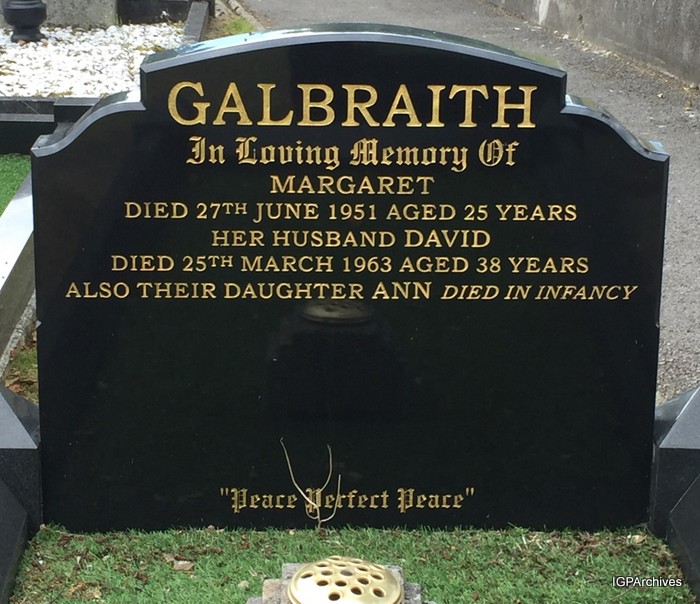 GALBRAITH
In Loving Memory Of
MARGARET
DIED 27TH JUNE 1951 AGED 25 YEARS
HER HUSBAND DAVID
DIED 25TH MARCH 1963 AGED 38 YEARS
ALSO THEIR DAUGHTER ANN DIED IN INFANCY
"Peace Perfect Peace"
IGPArchives